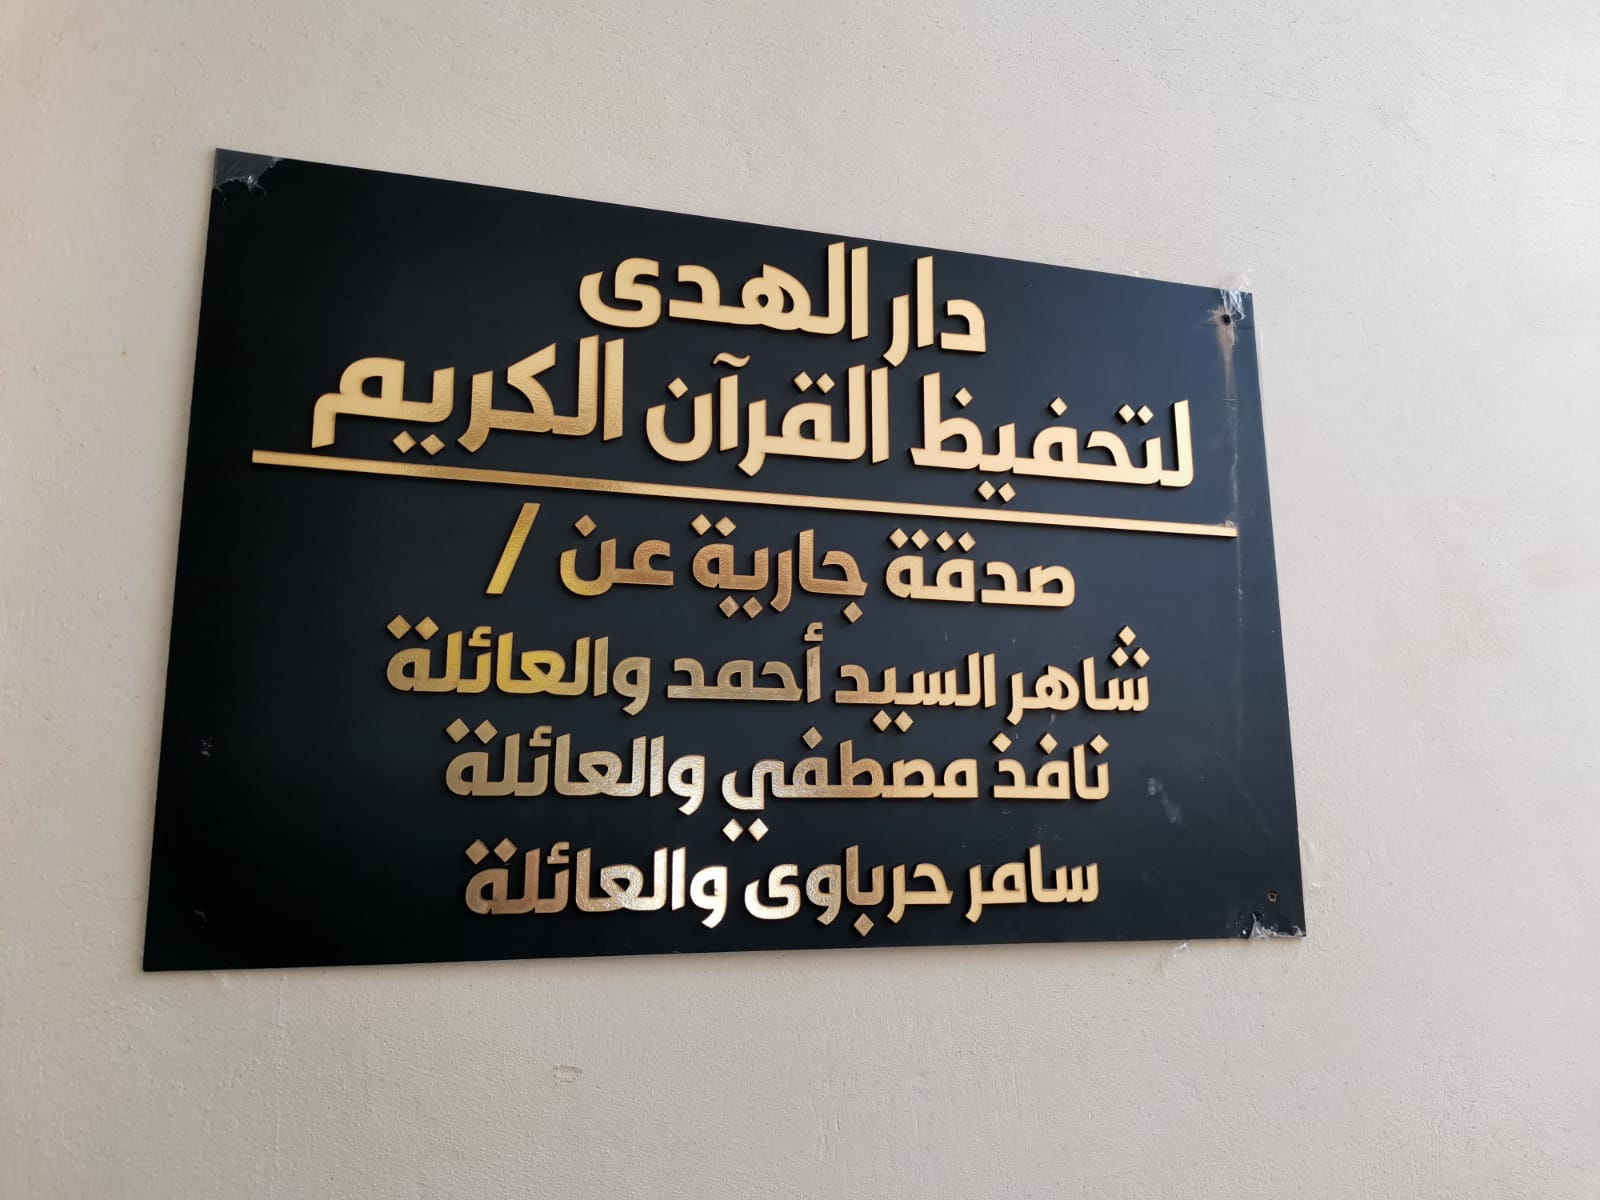 دار الهدى
لتحفيظ القرآن الكريم
صدقة جارية عن /
شاهر السيد أحمد والعائلة
نافذ مصطفي والعائلة
سامر حرباوى والعائلة